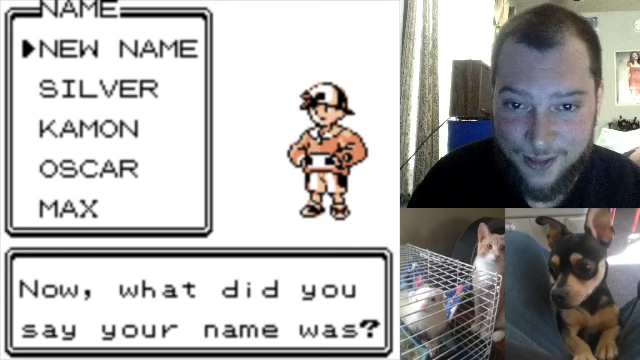 NAME
NEW NAME
SILVER
KAMON
OSCAR
MAX
Now, what did you
say your name was?